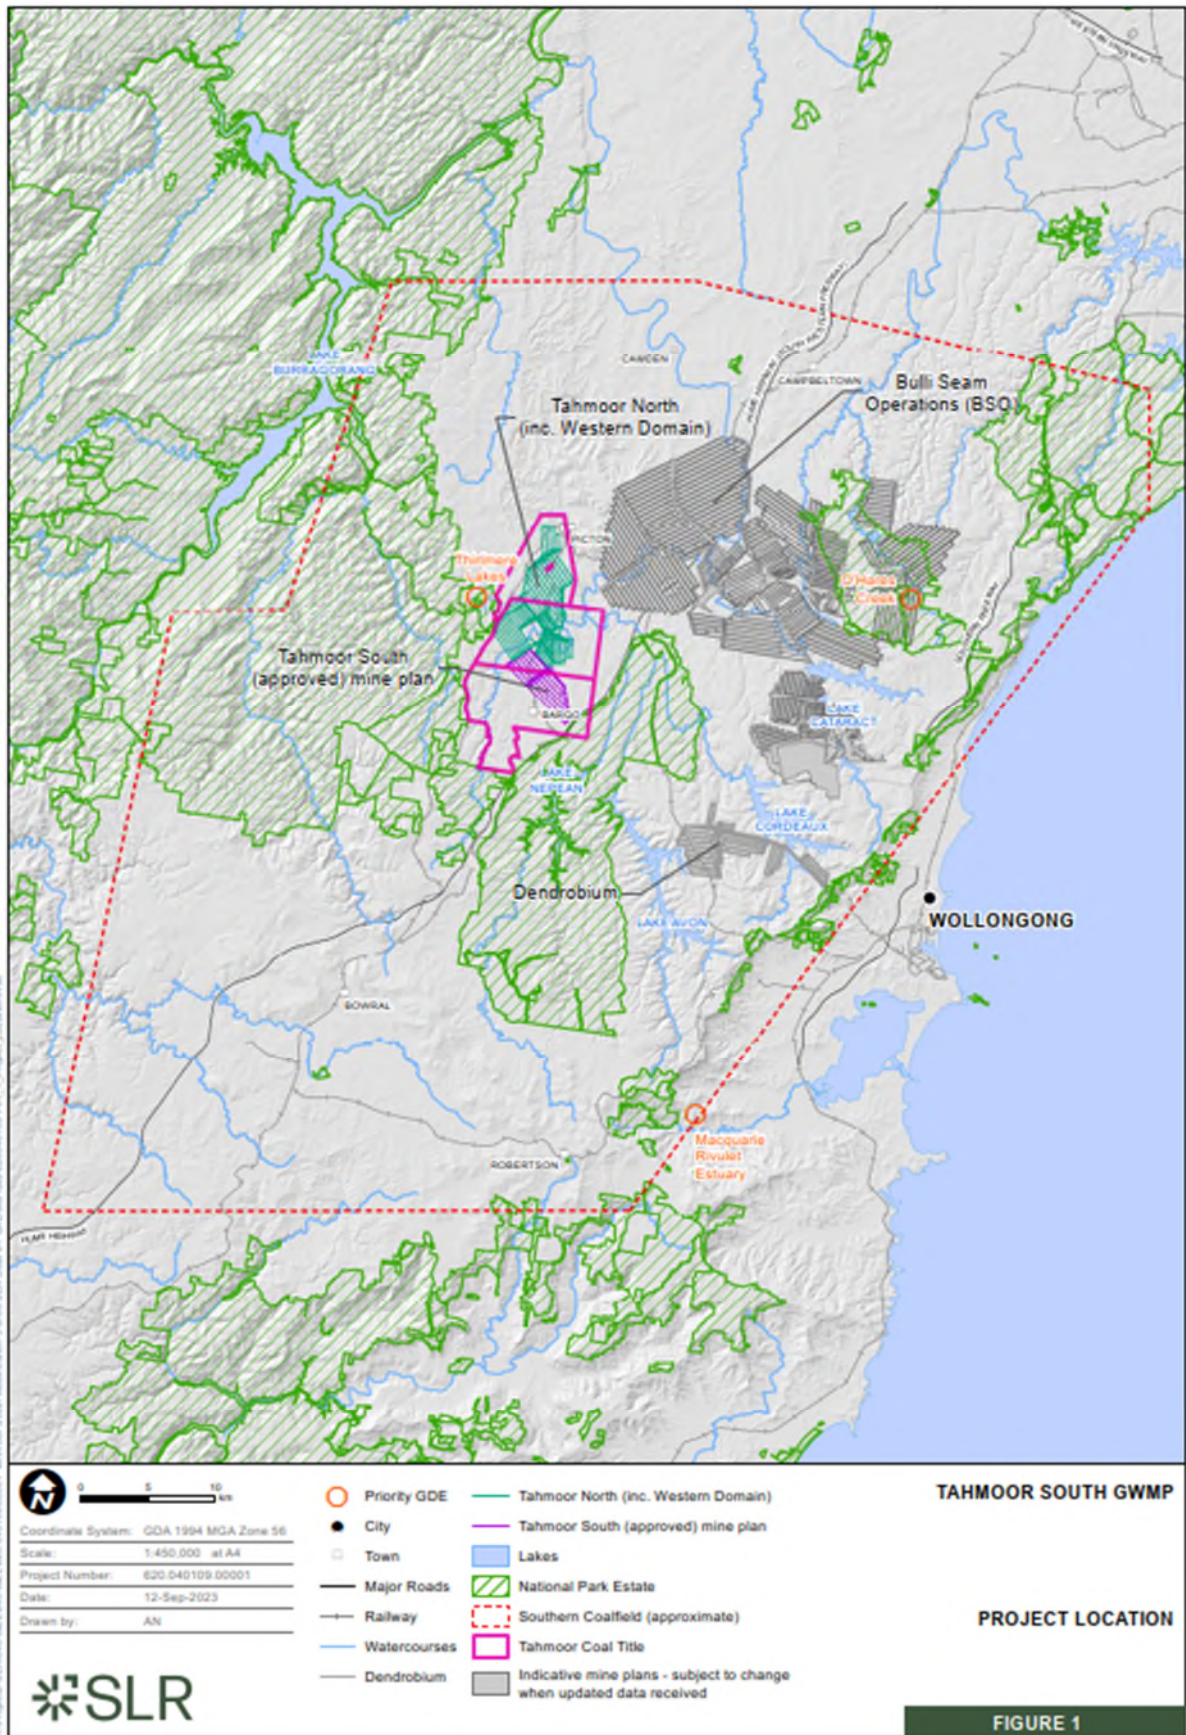 CAMDEN
LAKE
BURRAGORANG
CAMPBELTOWN
Bulli Seam
Operations (BSO)
Tahmoor North
(inc. Western Domain)
PICTON
Thirlmere
Lakes
O'Hares
Creek
Tahmoor South
(approved) mine plan
BARGO
LAKE
CATARACT
LAKE
NEPEAN
LAKE
CORDEAUX
Dendrobium
LAKE AVON
WOLLONGONG
BOWRAL
Macquarie
Rivulet
Estuary
ROBERTSON
HUME HIGHWAY
N
0 5 10
km
Coordinate System: GDA 1994 MGA Zone 56
Scale: 1:450,000 at A4
Project Number: 620.040109.00001
Date: 12-Sep-2023
Drawn by: AN
SLR
Priority GDE
City
Town
Major Roads
Railway
Watercourses
Dendrobium
Tahmoor North (inc. Western Domain)
Tahmoor South (approved) mine plan
Lakes
National Park Estate
Southern Coalfield (approximate)
Tahmoor Coal Title
Indicative mine plans - subject to change
when updated data received
TAHMOOR SOUTH GWMP
PROJECT LOCATION
FIGURE 1